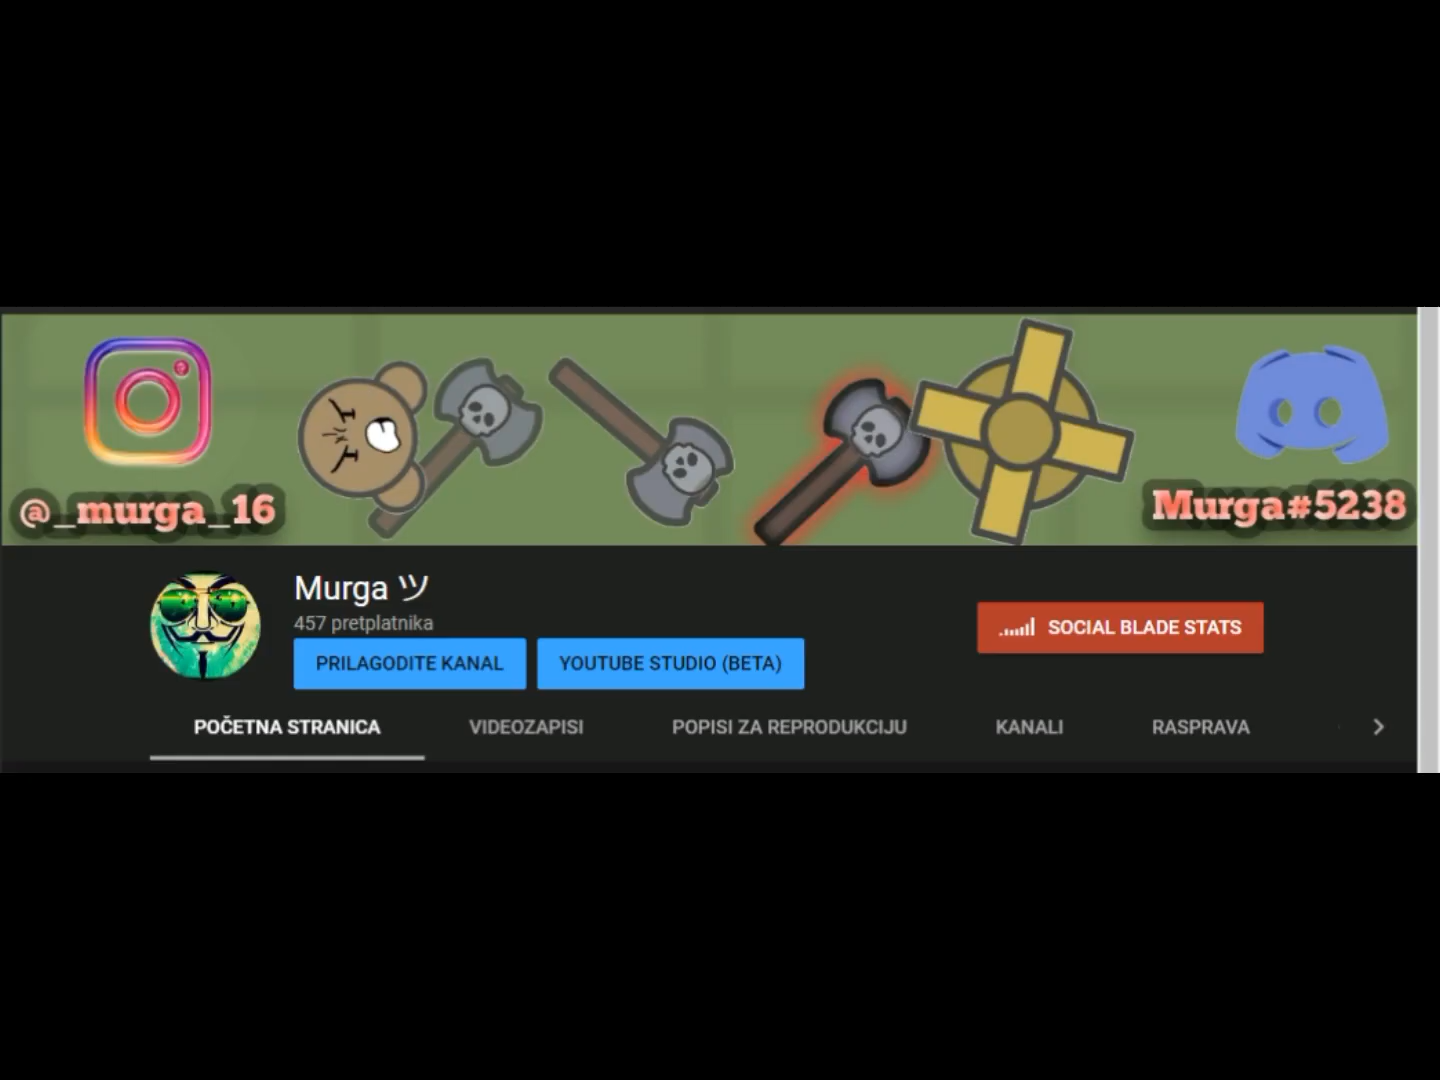 @_murga_16
Murga#5238
Murga ツ
457 pretplatnika
PRILAGODITE KANAL
YOUTUBE STUDIO (BETA)
SOCIAL BLADE STATS
POČETNA STRANICA
VIDEOZAPISI
POPISI ZA REPRODUKCIJU
KANALI
RASPRAVA